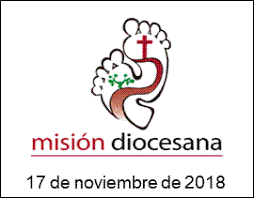 misión diocesana
17 de noviembre de 2018